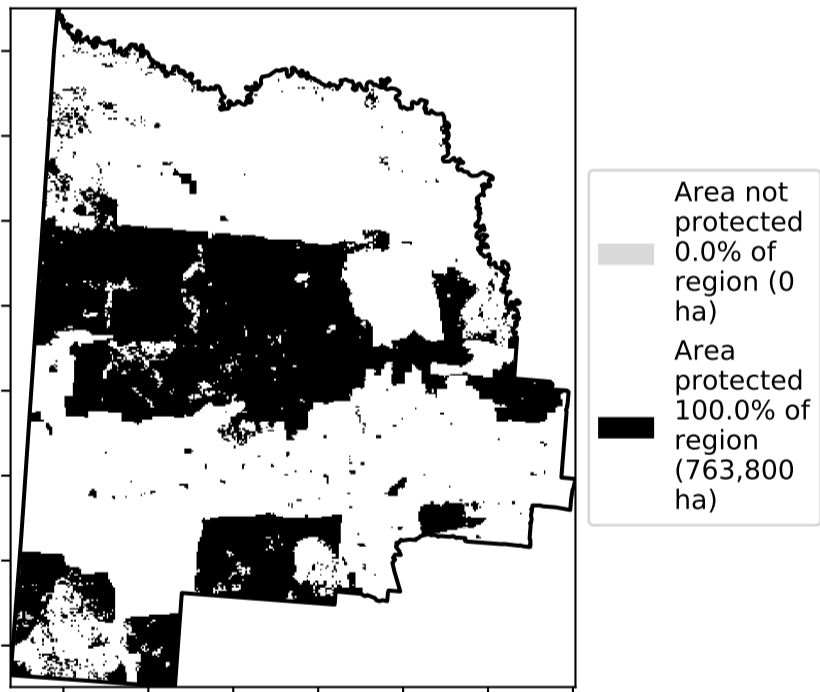 Area not
protected
0.0% of
region (0
ha)
Area
protected
100.0% of
region
(763,800
ha)